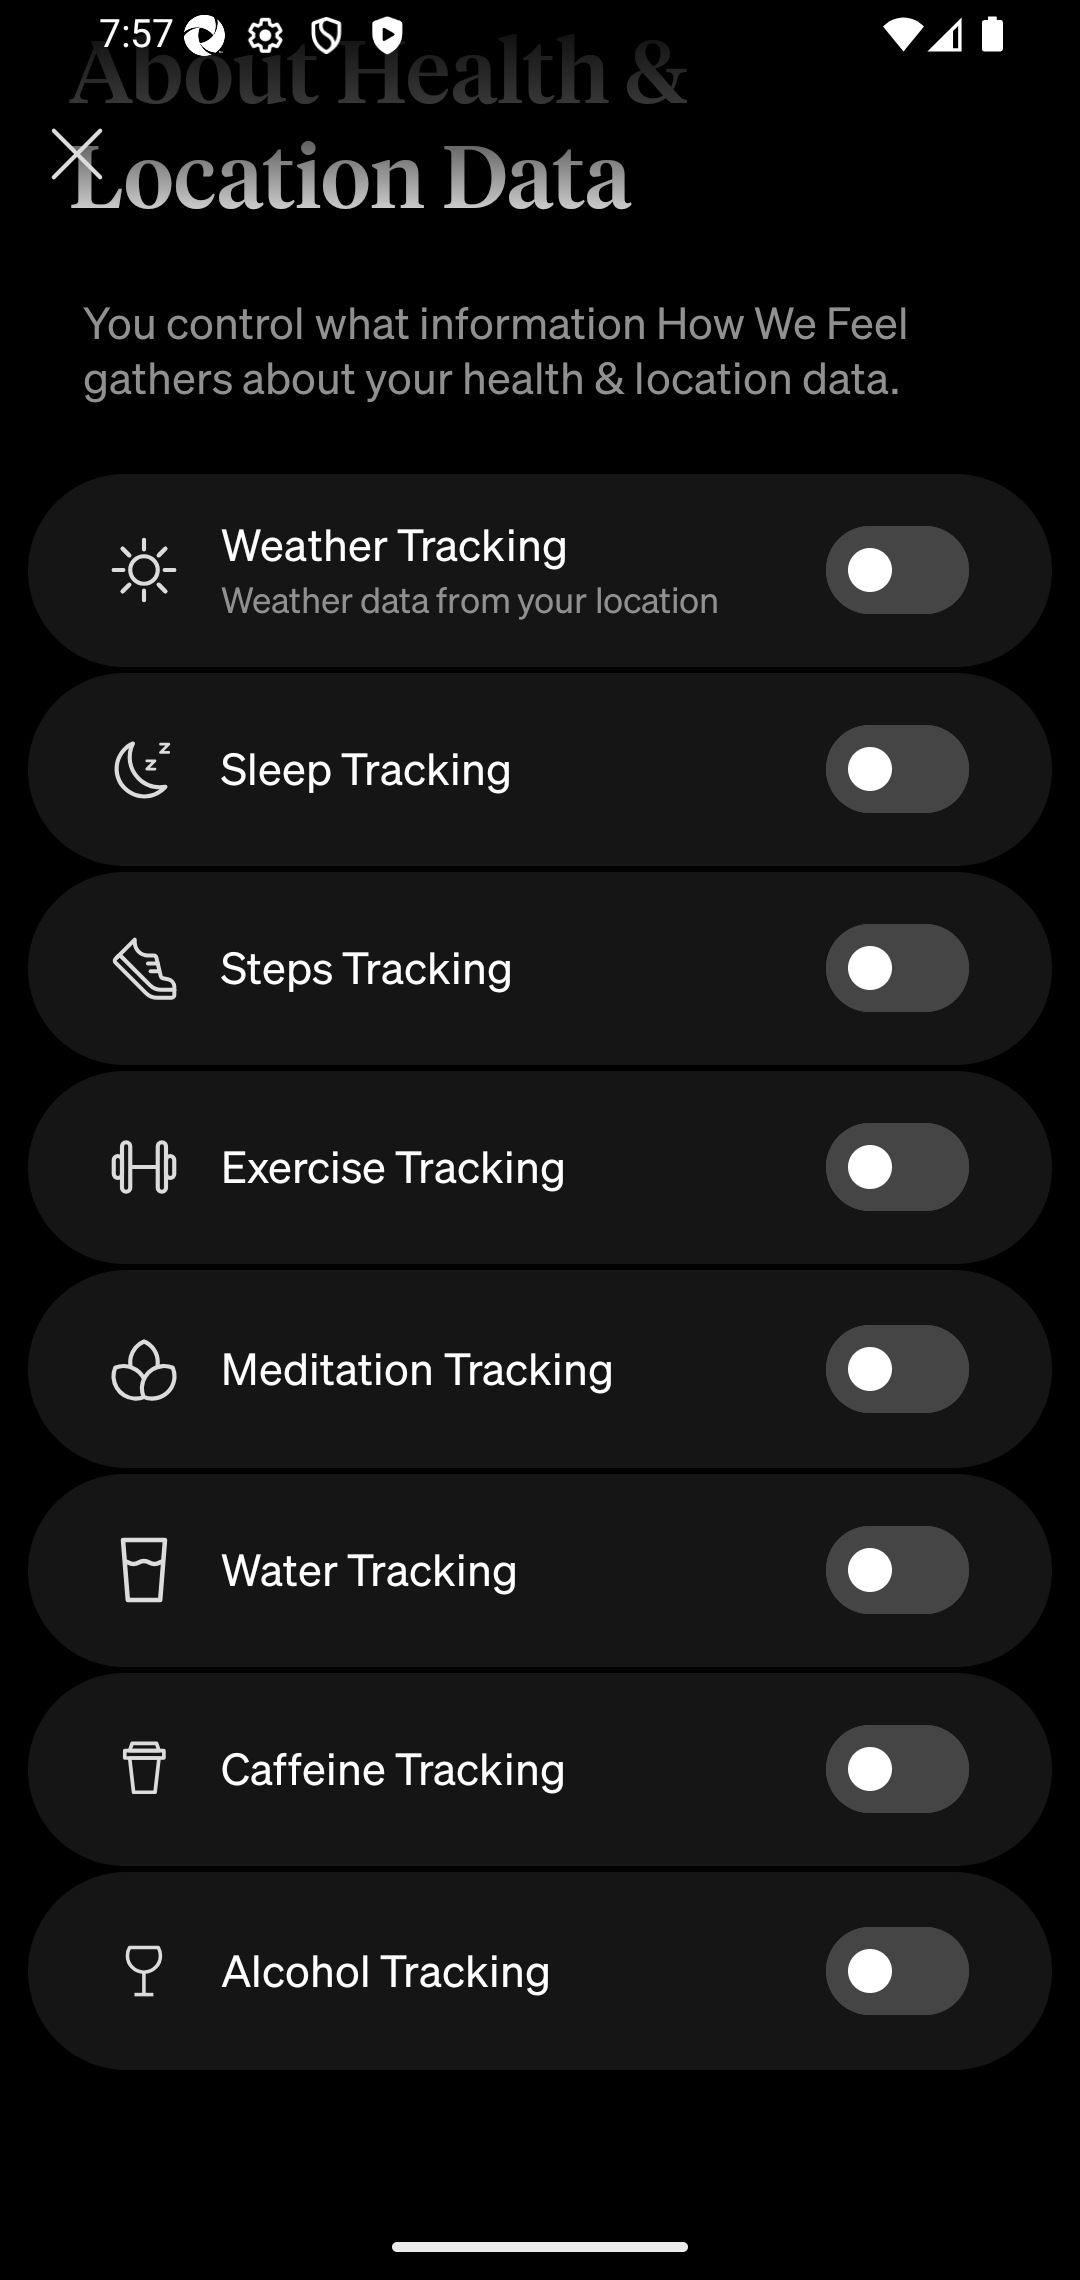 7:57
About Health &
Location Data
You control what information How We Feel
gathers about your health & location data.
Weather Tracking
Weather data from your location
Sleep Tracking
Steps Tracking
Exercise Tracking
Meditation Tracking
Water Tracking
Caffeine Tracking
Alcohol Tracking